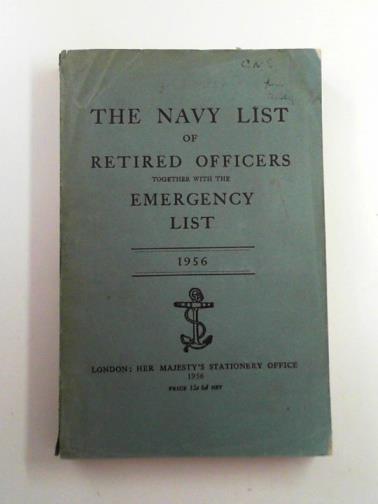 C.N.S
THE NAVY LIST
OF
RETIRED OFFICERS
TOGETHER WITH THE
EMERGENCY
LIST
1956
LONDON: HER MAJESTY'S STATIONERY OFFICE
1956
PRICE 12s 6d NET